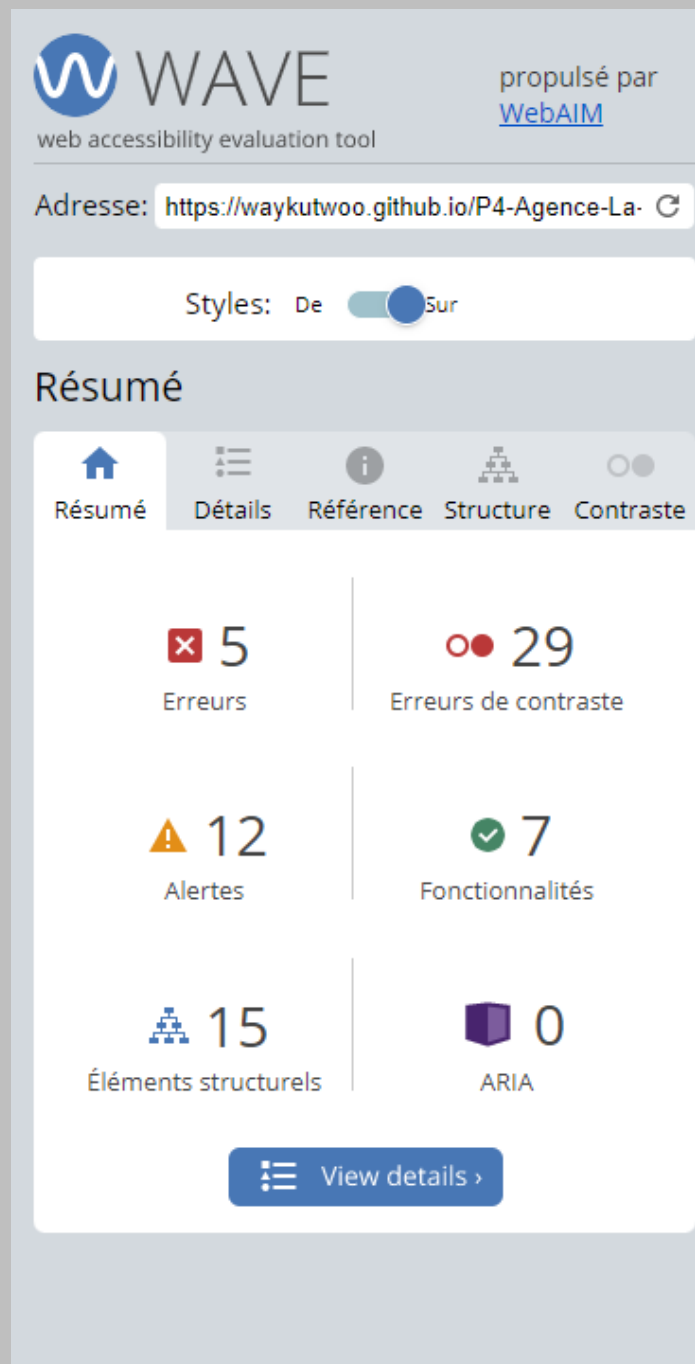 WAVE
propulsé par
WebAIM
web accessibility evaluation tool
Adresse: https://waykutwoo.github.io/P4-Agence-La-
Styles: De Sur
Résumé
Résumé Détails Référence Structure Contraste
5 29
Erreurs Erreurs de contraste
12 7
Alertes Fonctionnalités
15 0
Éléments structurels ARIA
View details ›